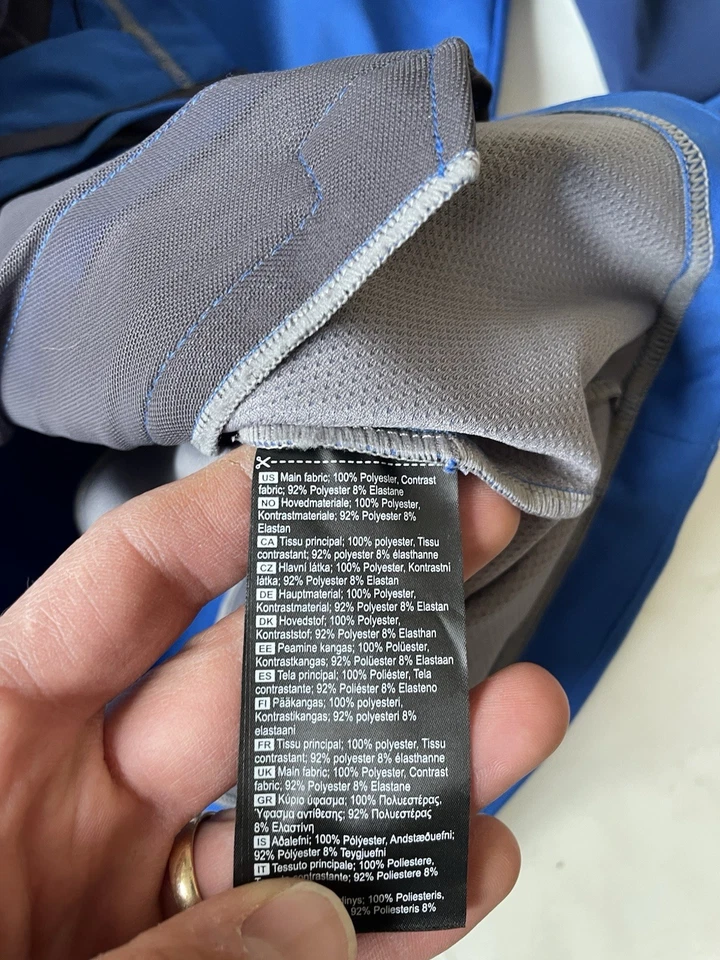 US Main fabric; 100% Polyester, Contrast
fabric; 92% Polyester 8% Elastane
NO Hovedmateriale; 100% Polyester,
Kontrastmateriale; 92% Polyester 8%
Elastan
CA Tissu principal; 100% polyester, Tissu
contrastant; 92% polyester 8% élasthanne
CZ Hlavní látka; 100% Polyester, Kontrastní
látka; 92% Polyester 8% Elastan
DE Hauptmaterial; 100% Polyester,
Kontrastmaterial; 92% Polyester 8% Elastan
DK Hovedstof; 100% Polyester,
Kontraststof; 92% Polyester 8% Elasthan
EE Peamine kangas; 100% Polüester,
Kontrastkangas; 92% Polüester 8% Elastaan
ES Tela principal; 100% Poliéster, Tela
contrastante; 92% Poliéster 8% Elasteno
FI Pääkangas; 100% polyesteri,
Kontrastikangas; 92% polyesteri 8%
elastaani
FR Tissu principal; 100% polyester, Tissu
contrastant; 92% polyester 8% élasthanne
UK Main fabric; 100% Polyester, Contrast
fabric; 92% Polyester 8% Elastane
GR Κύριο ύφασμα; 100% Πολυεστέρας,
Ύφασμα αντίθεσης; 92% Πολυεστέρας
8% Ελαστίνη
IS Aðalefni; 100% Pólýester, Andstæðuefni;
92% Pólýester 8% Teygjuefni
IT Tessuto principale; 100% Poliestere,
contrastante; 92% Poliestere 8%
100% Poliesteris,
92% Poliesteris 8%